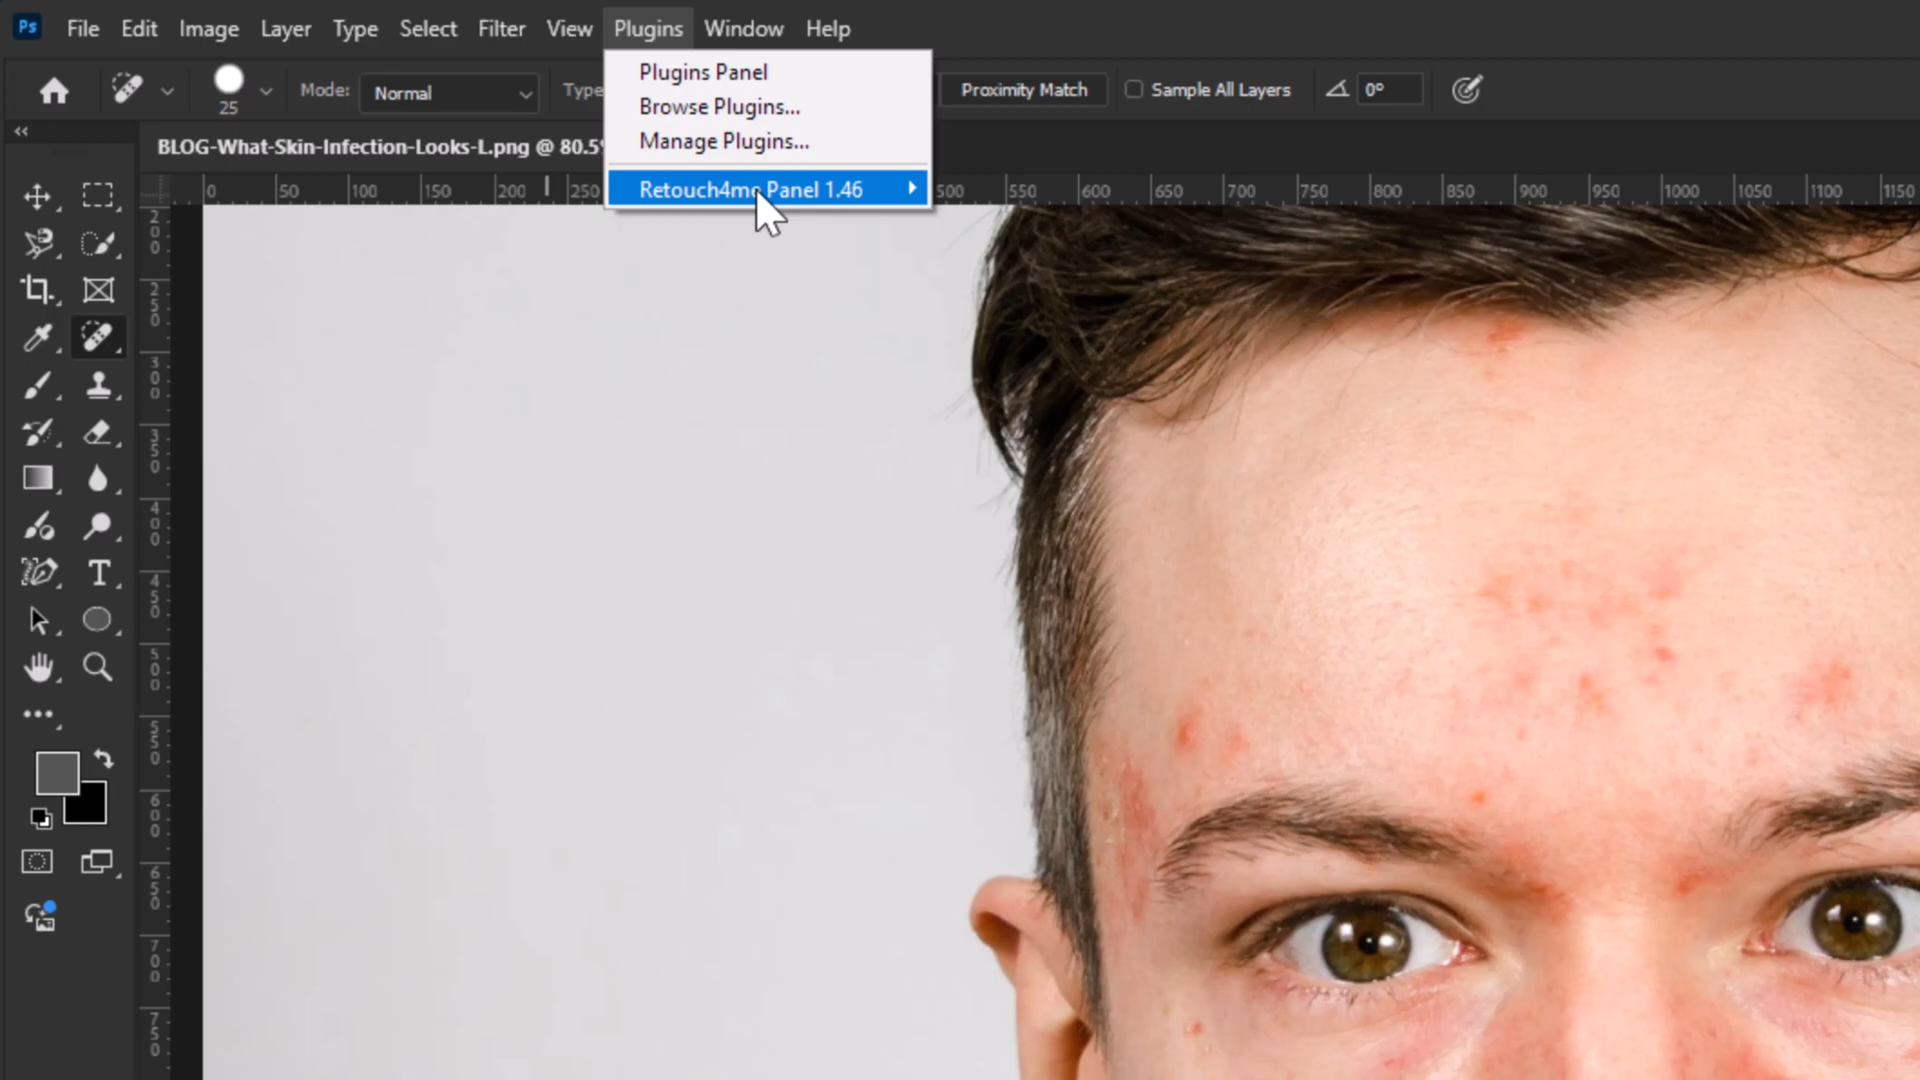 Ps File Edit Image Layer Type Select Filter View Plugins Window Help
25 Mode: Normal Type Proximity Match Sample All Layers 0°
Plugins Panel
Browse Plugins...
Manage Plugins...
Retouch4me Panel 1.46
BLOG-What-Skin-Infection-Looks-L.png @ 80.5%
0 50 100 150 200 250 500 550 600 650 700 750 800 850 900 950 1000 1050 1100 1150
200
250
300
350
400
450
500
550
600
650
700
750
T